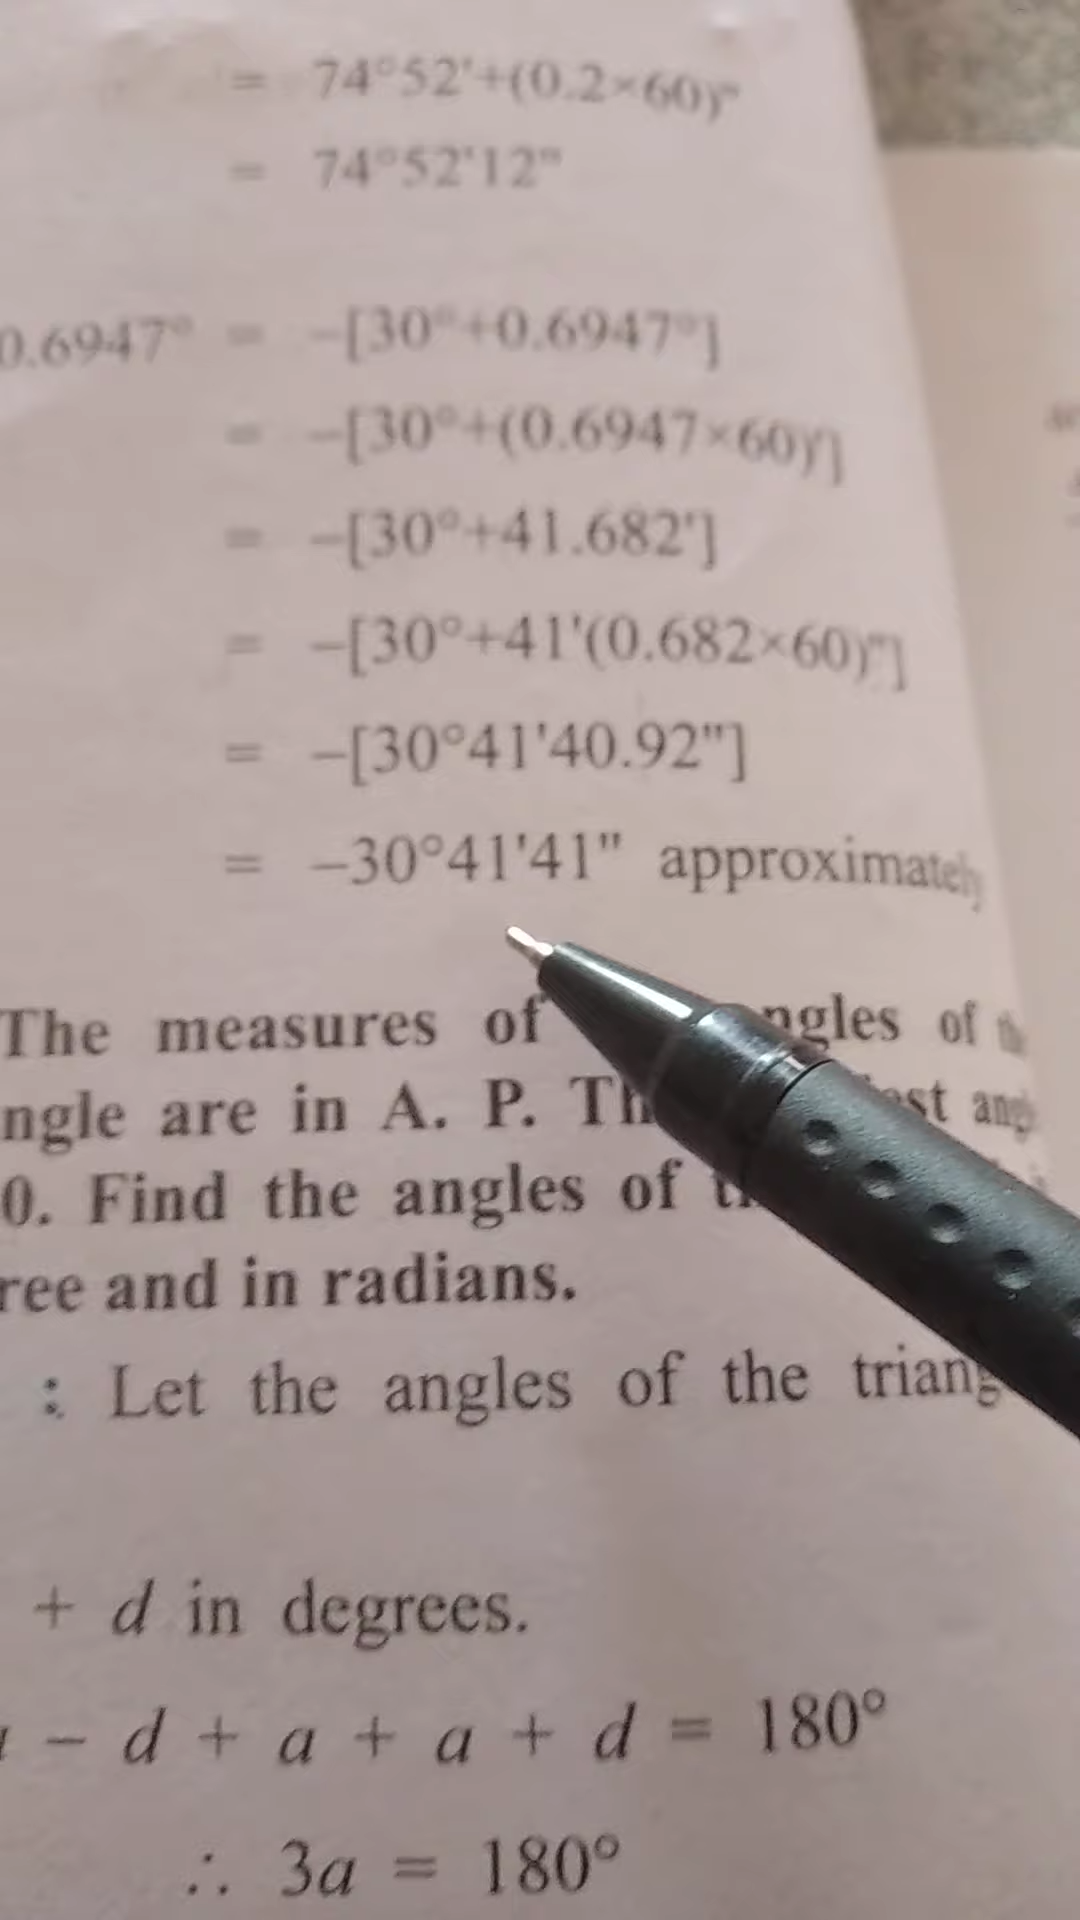 = 74°52'+(0.2×60)"
= 74°52'12"
0.6947° = –[30°+0.6947°]
= –[30°+(0.6947×60)']
= –[30°+41.682']
= –[30°+41'(0.682×60)"]
= –[30°41'40.92"]
= –30°41'41" approximately
The measures of ngles of
ngle are in A. P. Th est ang
0. Find the angles of t
ree and in radians.
: Let the angles of the triang
+ d in degrees.
– d + a + a + d = 180°
∴ 3a = 180°